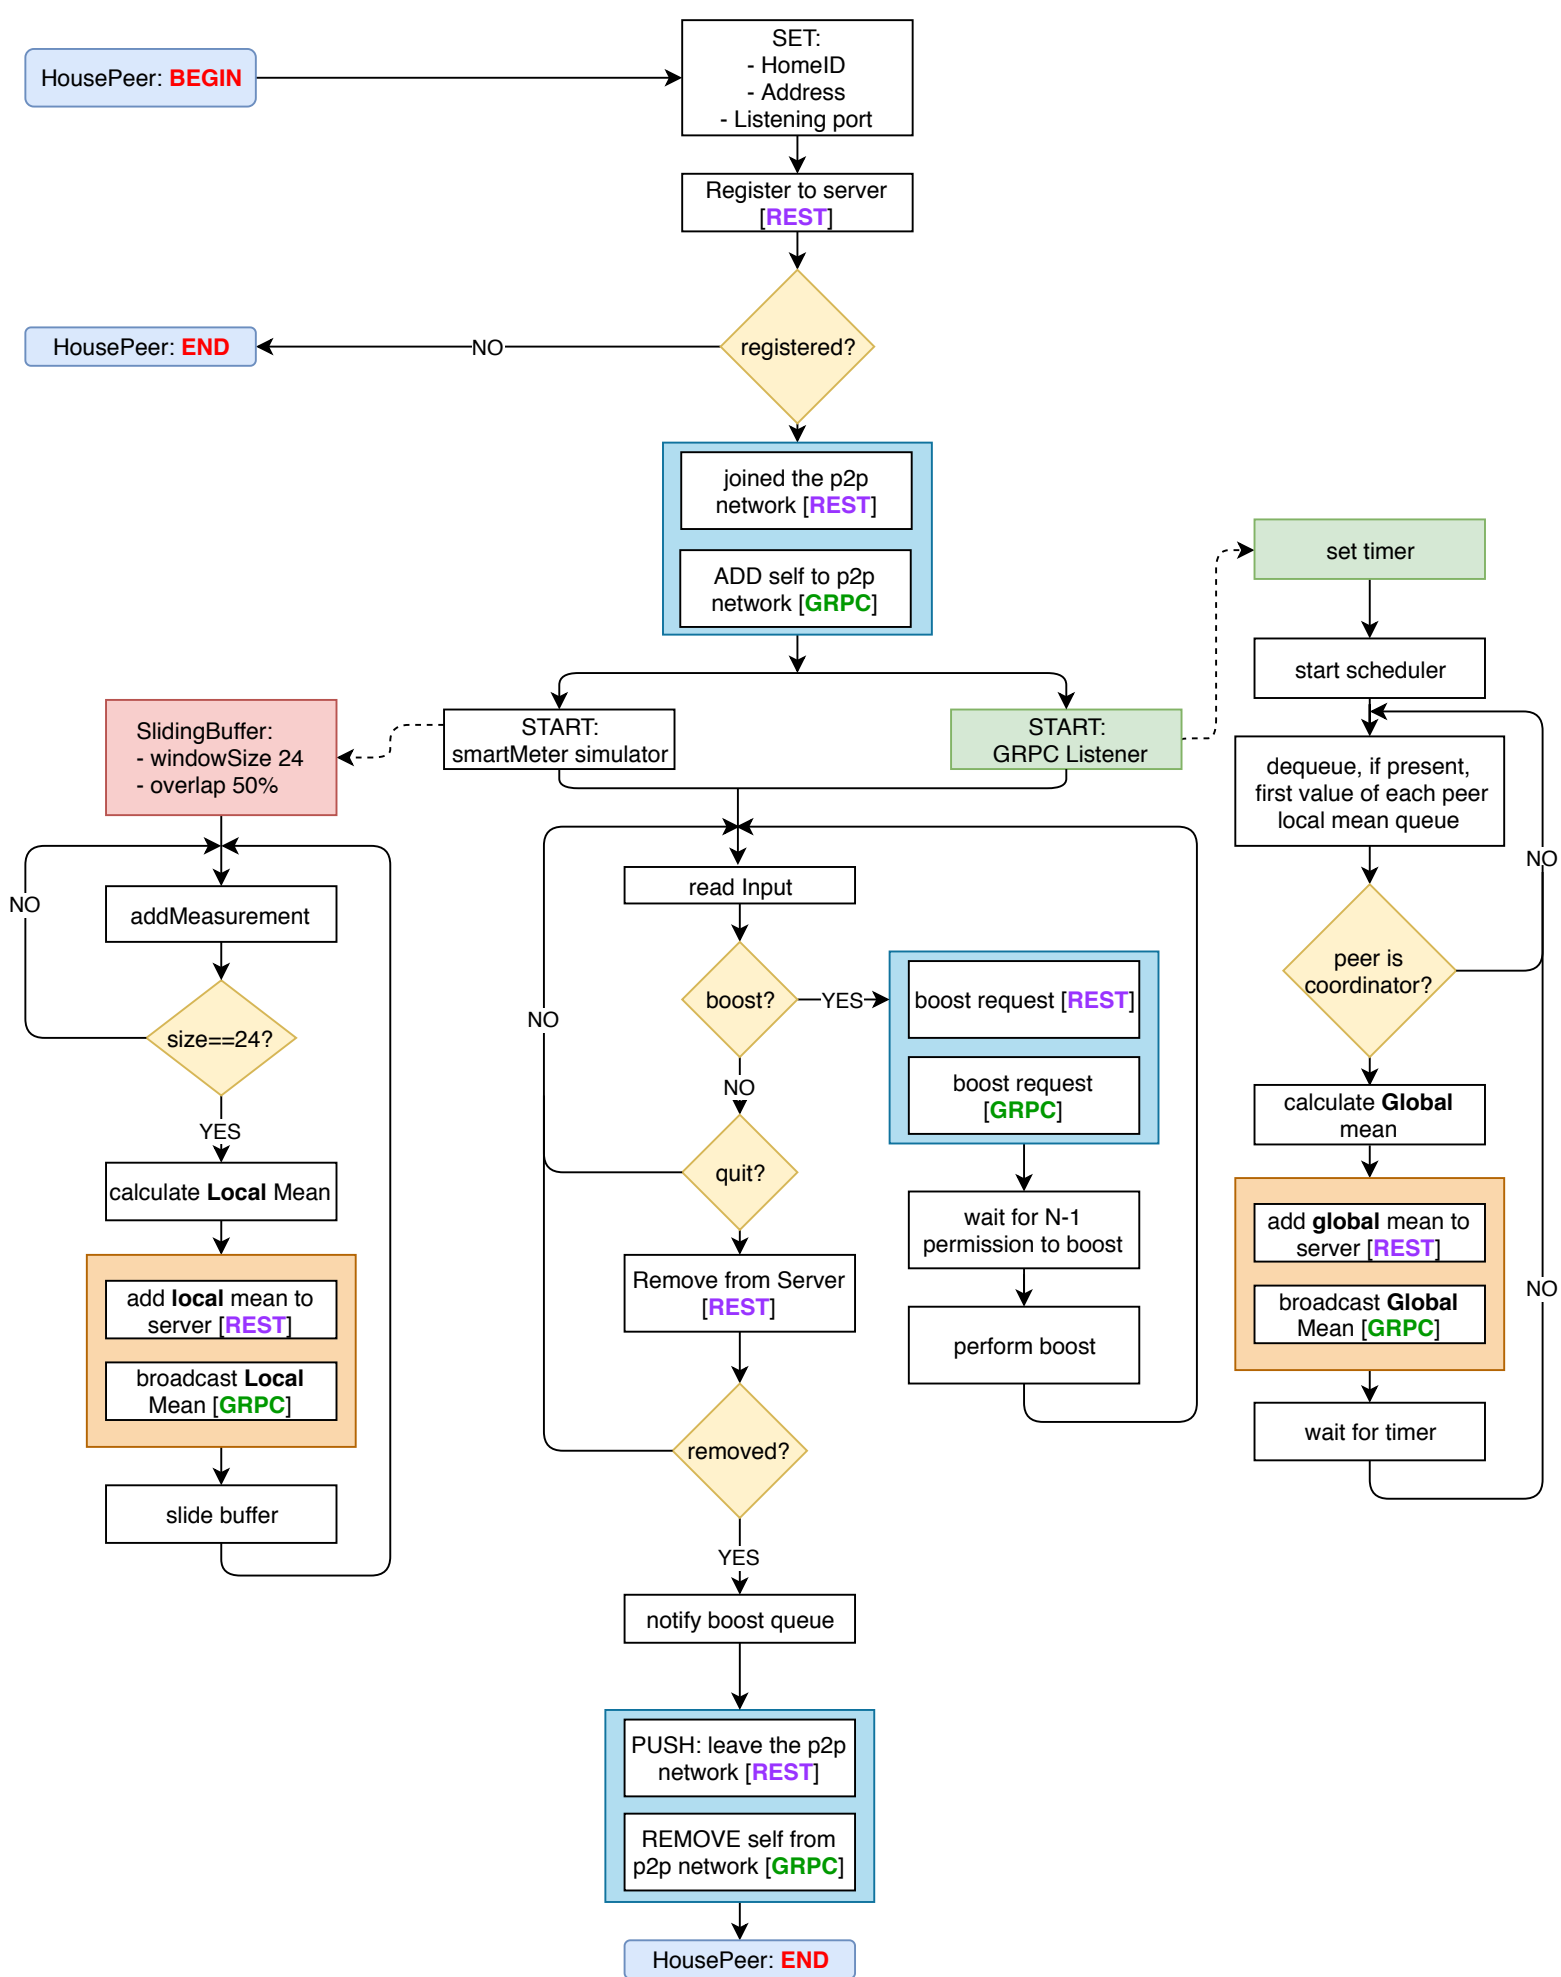 HousePeer: BEGIN
SET:
- HomeID
- Address
- Listening port
Register to server
[REST]
registered?
NO
HousePeer: END
joined the p2p
network [REST]
ADD self to p2p
network [GRPC]
START:
smartMeter simulator
START:
GRPC Listener
SlidingBuffer:
- windowSize 24
- overlap 50%
addMeasurement
NO
size==24?
YES
calculate Local Mean
add local mean to
server [REST]
broadcast Local
Mean [GRPC]
slide buffer
read Input
boost?
YES
NO
NO
quit?
Remove from Server
[REST]
removed?
YES
notify boost queue
PUSH: leave the p2p
network [REST]
REMOVE self from
p2p network [GRPC]
HousePeer: END
boost request [REST]
boost request
[GRPC]
wait for N-1
permission to boost
perform boost
set timer
start scheduler
dequeue, if present,
first value of each peer
local mean queue
NO
peer is
coordinator?
calculate Global
mean
add global mean to
server [REST]
broadcast Global
Mean [GRPC]
NO
wait for timer